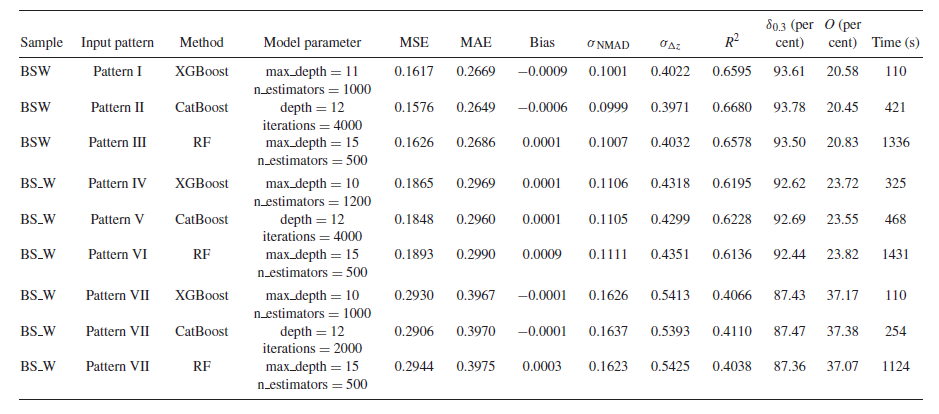 δ0.3 (per O (per
Sample Input pattern Method Model parameter MSE MAE Bias σNMAD σΔz R² cent) cent) Time (s)
BSW Pattern I XGBoost max_depth = 11 0.1617 0.2669 −0.0009 0.1001 0.4022 0.6595 93.61 20.58 110
n_estimators = 1000
BSW Pattern II CatBoost depth = 12 0.1576 0.2649 −0.0006 0.0999 0.3971 0.6680 93.78 20.45 421
iterations = 4000
BSW Pattern III RF max_depth = 15 0.1626 0.2686 0.0001 0.1007 0.4032 0.6578 93.50 20.83 1336
n_estimators = 500
BS_W Pattern IV XGBoost max_depth = 10 0.1865 0.2969 0.0001 0.1106 0.4318 0.6195 92.62 23.72 325
n_estimators = 1200
BS_W Pattern V CatBoost depth = 12 0.1848 0.2960 0.0001 0.1105 0.4299 0.6228 92.69 23.55 468
iterations = 4000
BS_W Pattern VI RF max_depth = 15 0.1893 0.2990 0.0009 0.1111 0.4351 0.6136 92.44 23.82 1431
n_estimators = 500
BS_W Pattern VII XGBoost max_depth = 10 0.2930 0.3967 −0.0001 0.1626 0.5413 0.4066 87.43 37.17 110
n_estimators = 1000
BS_W Pattern VII CatBoost depth = 12 0.2906 0.3970 −0.0001 0.1637 0.5393 0.4110 87.47 37.38 254
iterations = 2000
BS_W Pattern VII RF max_depth = 15 0.2944 0.3975 0.0003 0.1623 0.5425 0.4038 87.36 37.07 1124
n_estimators = 500